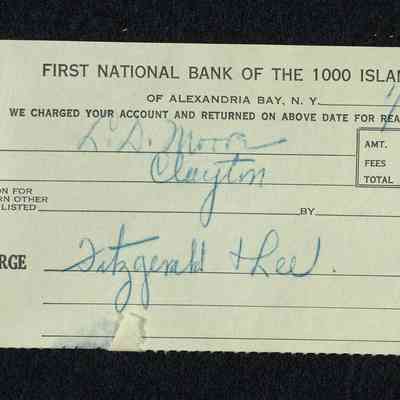 FIRST NATIONAL BANK OF THE 1000 ISLAN
OF ALEXANDRIA BAY, N. Y.
WE CHARGED YOUR ACCOUNT AND RETURNED ON ABOVE DATE FOR REA
L. D. Moore
AMT.
Clayton
FEES
TOTAL
ON FOR
RN OTHER
LISTED
BY
RGE
Fitzgerald & Lee.